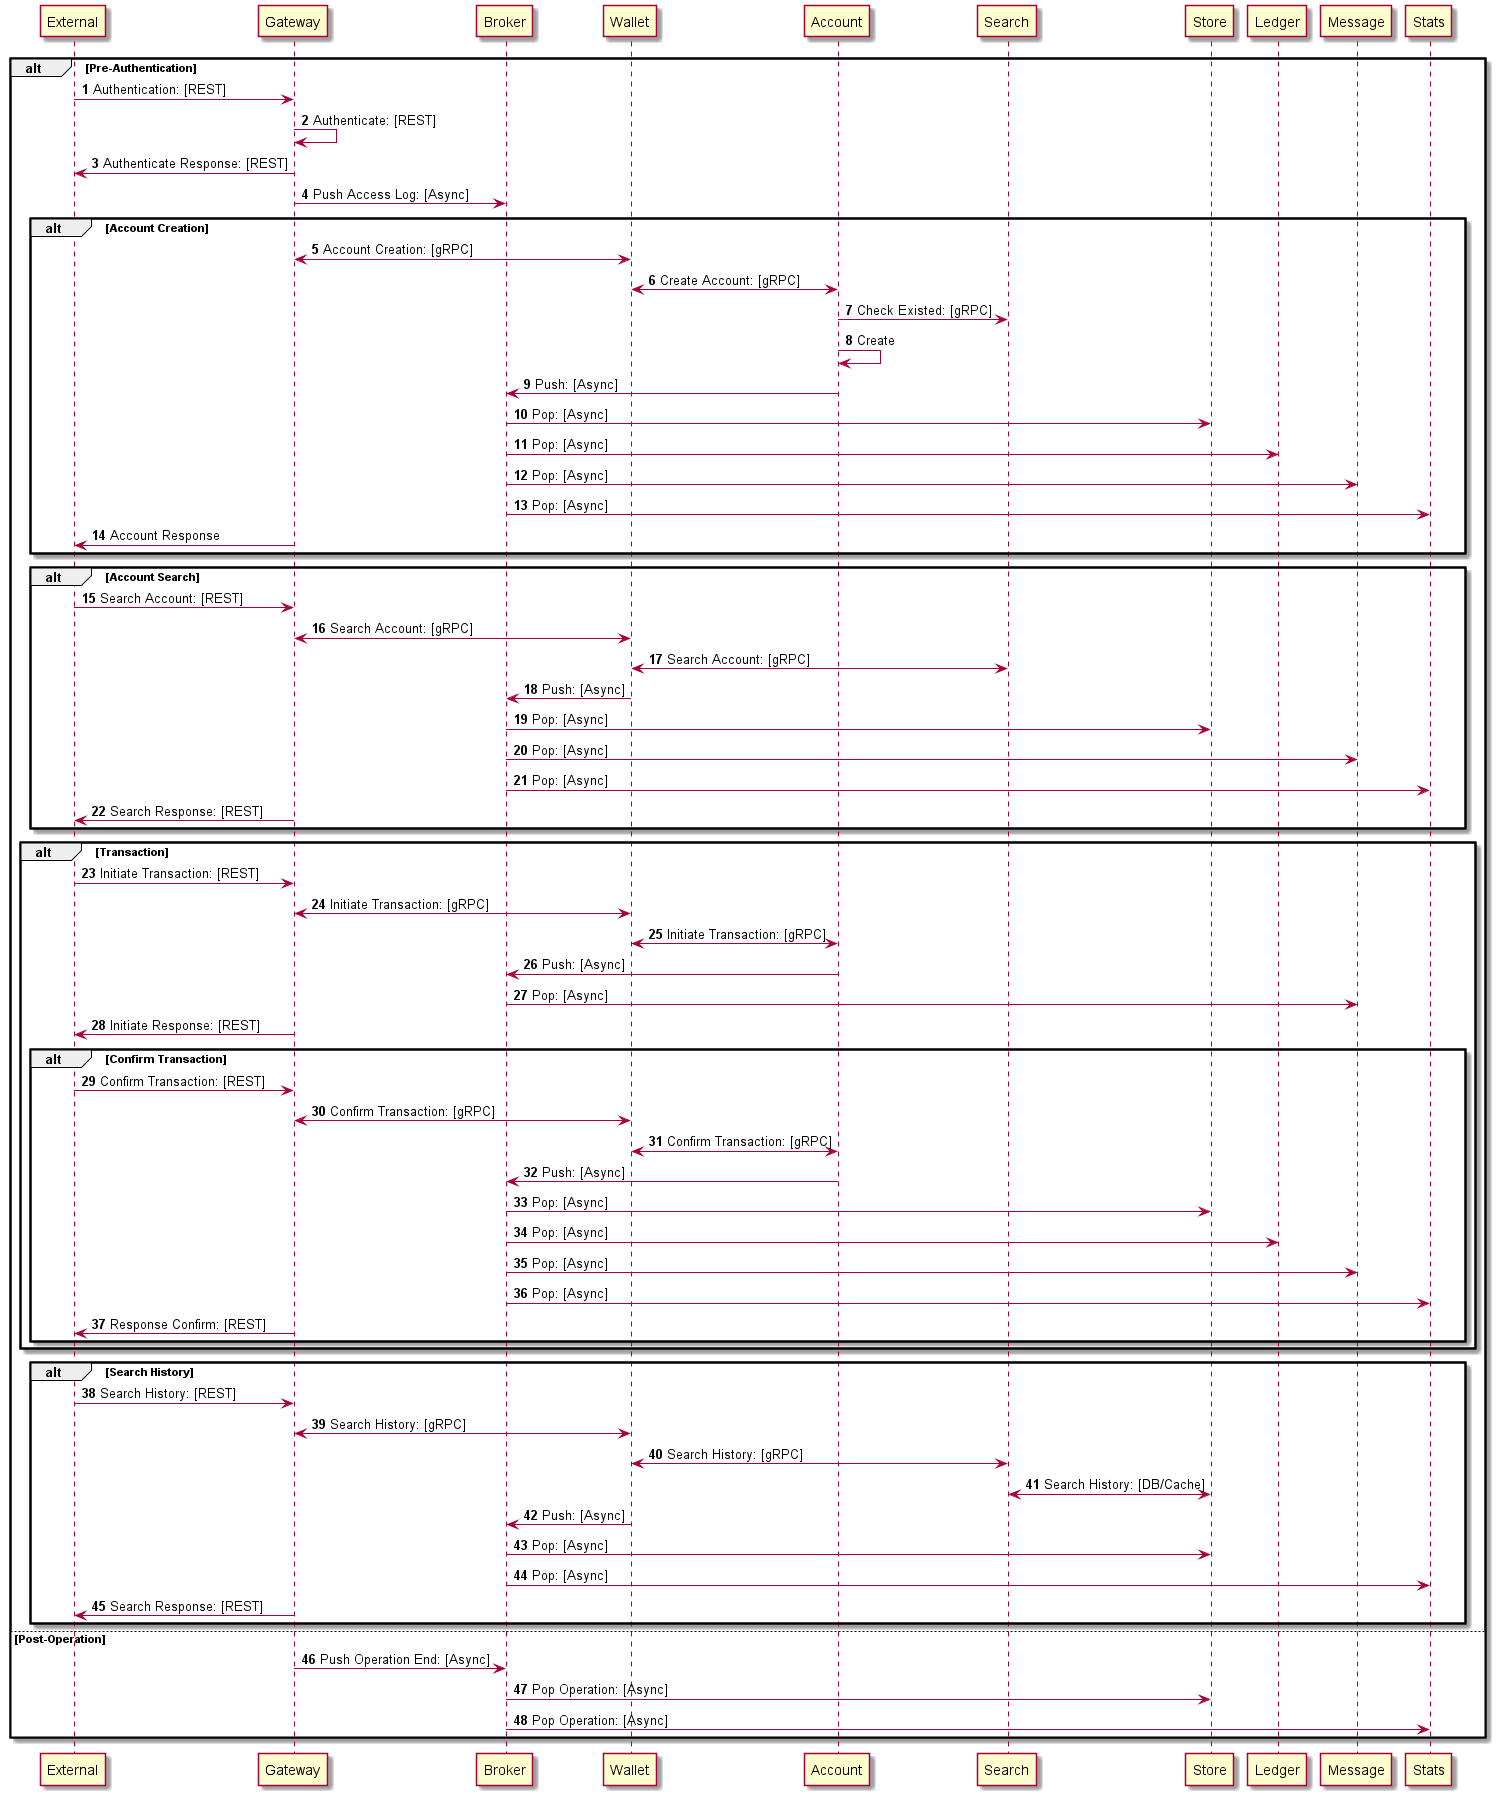 External Gateway Broker Wallet Account Search Store Ledger Message Stats
alt [Pre-Authentication]
1 Authentication: [REST]
2 Authenticate: [REST]
3 Authenticate Response: [REST]
4 Push Access Log: [Async]
alt [Account Creation]
5 Account Creation: [gRPC]
6 Create Account: [gRPC]
7 Check Existed: [gRPC]
8 Create
9 Push: [Async]
10 Pop: [Async]
11 Pop: [Async]
12 Pop: [Async]
13 Pop: [Async]
14 Account Response
alt [Account Search]
15 Search Account: [REST]
16 Search Account: [gRPC]
17 Search Account: [gRPC]
18 Push: [Async]
19 Pop: [Async]
20 Pop: [Async]
21 Pop: [Async]
22 Search Response: [REST]
alt [Transaction]
23 Initiate Transaction: [REST]
24 Initiate Transaction: [gRPC]
25 Initiate Transaction: [gRPC]
26 Push: [Async]
27 Pop: [Async]
28 Initiate Response: [REST]
alt [Confirm Transaction]
29 Confirm Transaction: [REST]
30 Confirm Transaction: [gRPC]
31 Confirm Transaction: [gRPC]
32 Push: [Async]
33 Pop: [Async]
34 Pop: [Async]
35 Pop: [Async]
36 Pop: [Async]
37 Response Confirm: [REST]
alt [Search History]
38 Search History: [REST]
39 Search History: [gRPC]
40 Search History: [gRPC]
41 Search History: [DB/Cache]
42 Push: [Async]
43 Pop: [Async]
44 Pop: [Async]
45 Search Response: [REST]
[Post-Operation]
46 Push Operation End: [Async]
47 Pop Operation: [Async]
48 Pop Operation: [Async]
External Gateway Broker Wallet Account Search Store Ledger Message Stats